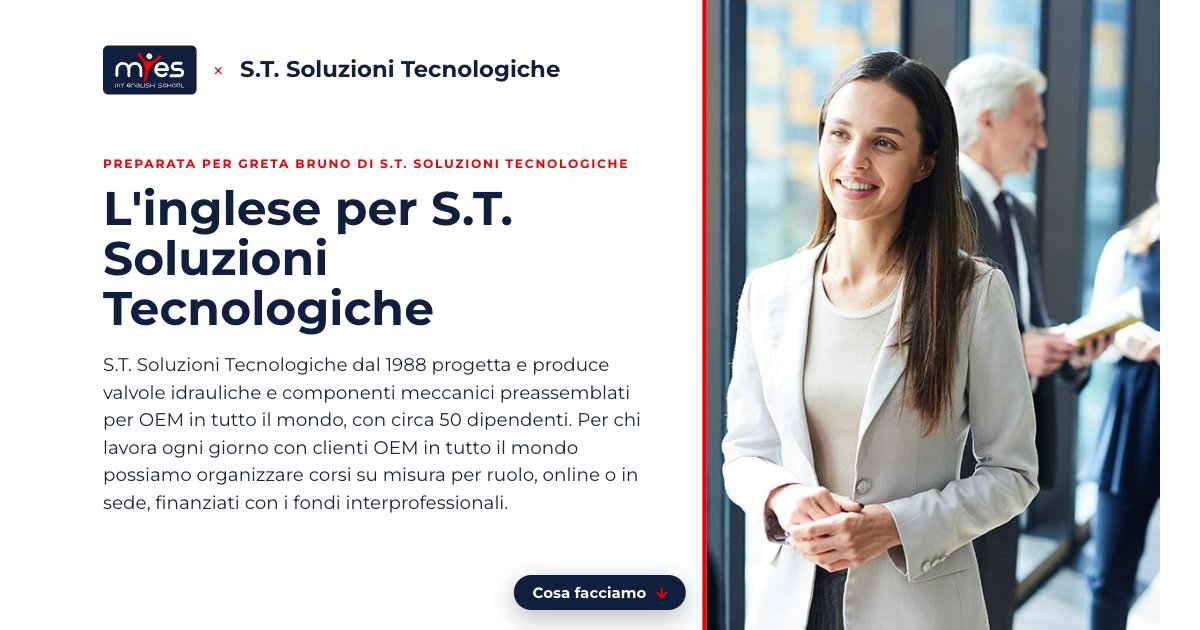 myes
MY ENGLISH SCHOOL
× S.T. Soluzioni Tecnologiche
PREPARATA PER GRETA BRUNO DI S.T. SOLUZIONI TECNOLOGICHE
L'inglese per S.T.
Soluzioni
Tecnologiche
S.T. Soluzioni Tecnologiche dal 1988 progetta e produce
valvole idrauliche e componenti meccanici preassemblati
per OEM in tutto il mondo, con circa 50 dipendenti. Per chi
lavora ogni giorno con clienti OEM in tutto il mondo
possiamo organizzare corsi su misura per ruolo, online o in
sede, finanziati con i fondi interprofessionali.
Cosa facciamo ↓